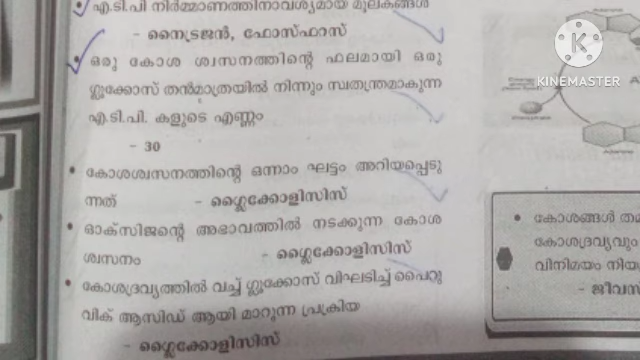 എ.ടി.പി നിർമ്മാണത്തിനാവശ്യമായ മൂലകങ്ങൾ
- നൈട്രജൻ, ഫോസ്ഫാസ്
ഒരു കോശ ശ്വസനത്തിന്റെ ഫലമായി ഒരു
ഗ്ലൂക്കോസ് തൻമാത്രയിൽ നിന്നും സ്വതന്ത്രമാകുന്ന
എ.ടി.പി. കളുടെ എണ്ണം
- 30
കോശശ്വസനത്തിന്റെ ഒന്നാം ഘട്ടം അറിയപ്പെടു
ന്നത് - ഗ്ലൈക്കോളിസിസ്
ഓക്സിജന്റെ അഭാവത്തിൽ നടക്കുന്ന കോശ
ശ്വസനം - ഗ്ലൈക്കോളിസിസ്
കോശദ്രവ്യത്തിൽ വച്ച് ഗ്ലൂക്കോസ് വിഘടിച്ച് പൈറു
വിക് ആസിഡ് ആയി മാറുന്ന പ്രക്രിയ
- ഗ്ലൈക്കോളിസിസ്
KINEMASTER
കോശങ്ങൾ തമ
കോശദ്രവ്യവും
വിനിമയം നിയ
- ജീവസ